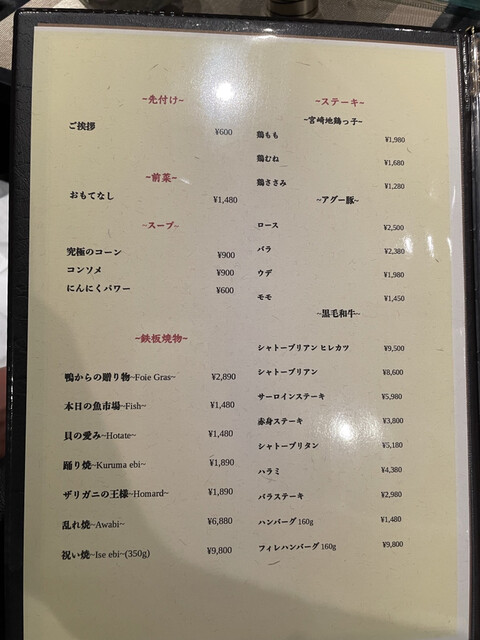 ~先付け~
ご挨拶 ¥600
~前菜~
おもてなし ¥1,480
~スープ~
究極のコーン ¥900
コンソメ ¥900
にんにくパワー ¥600
~鉄板焼物~
鴨からの贈り物~Foie Gras~ ¥2,890
本日の魚市場~Fish~ ¥1,480
貝の愛み~Hotate~ ¥1,480
踊り焼~Kuruma ebi~ ¥1,890
ザリガニの王様~Homard~ ¥1,890
乱れ焼~Awabi~ ¥6,880
祝い焼~Ise ebi~(350g) ¥9,800
~ステーキ~
~宮崎地鶏っ子~
鶏もも ¥1,980
鶏むね ¥1,680
鶏ささみ ¥1,280
~アグー豚~
ロース ¥2,500
バラ ¥2,380
ウデ ¥1,980
モモ ¥1,450
~黒毛和牛~
シャトーブリアン ヒレカツ ¥9,500
シャトーブリアン ¥8,600
サーロインステーキ ¥5,980
赤身ステーキ ¥3,800
シャトーブリタン ¥5,180
ハラミ ¥4,380
バラステーキ ¥2,980
ハンバーグ 160g ¥1,480
フィレハンバーグ 160g ¥9,800